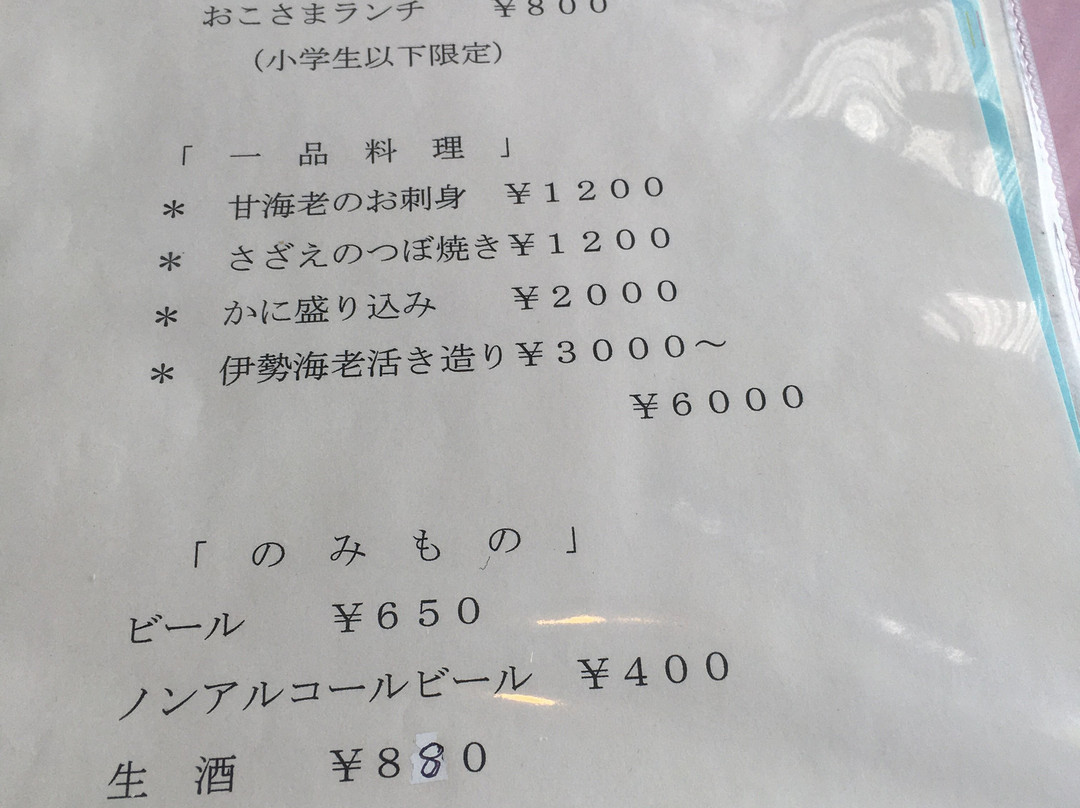 おこさまランチ　￥８００
（小学生以下限定）
「　一　品　料　理　」
＊　甘海老のお刺身　￥１２００
＊　さざえのつぼ焼き￥１２００
＊　かに盛り込み　　￥２０００
＊　伊勢海老活き造り￥３０００～
￥６０００
「　の　み　も　の　」
ビール　　￥６５０
ノンアルコールビール　￥４００
生　酒　　￥８８０